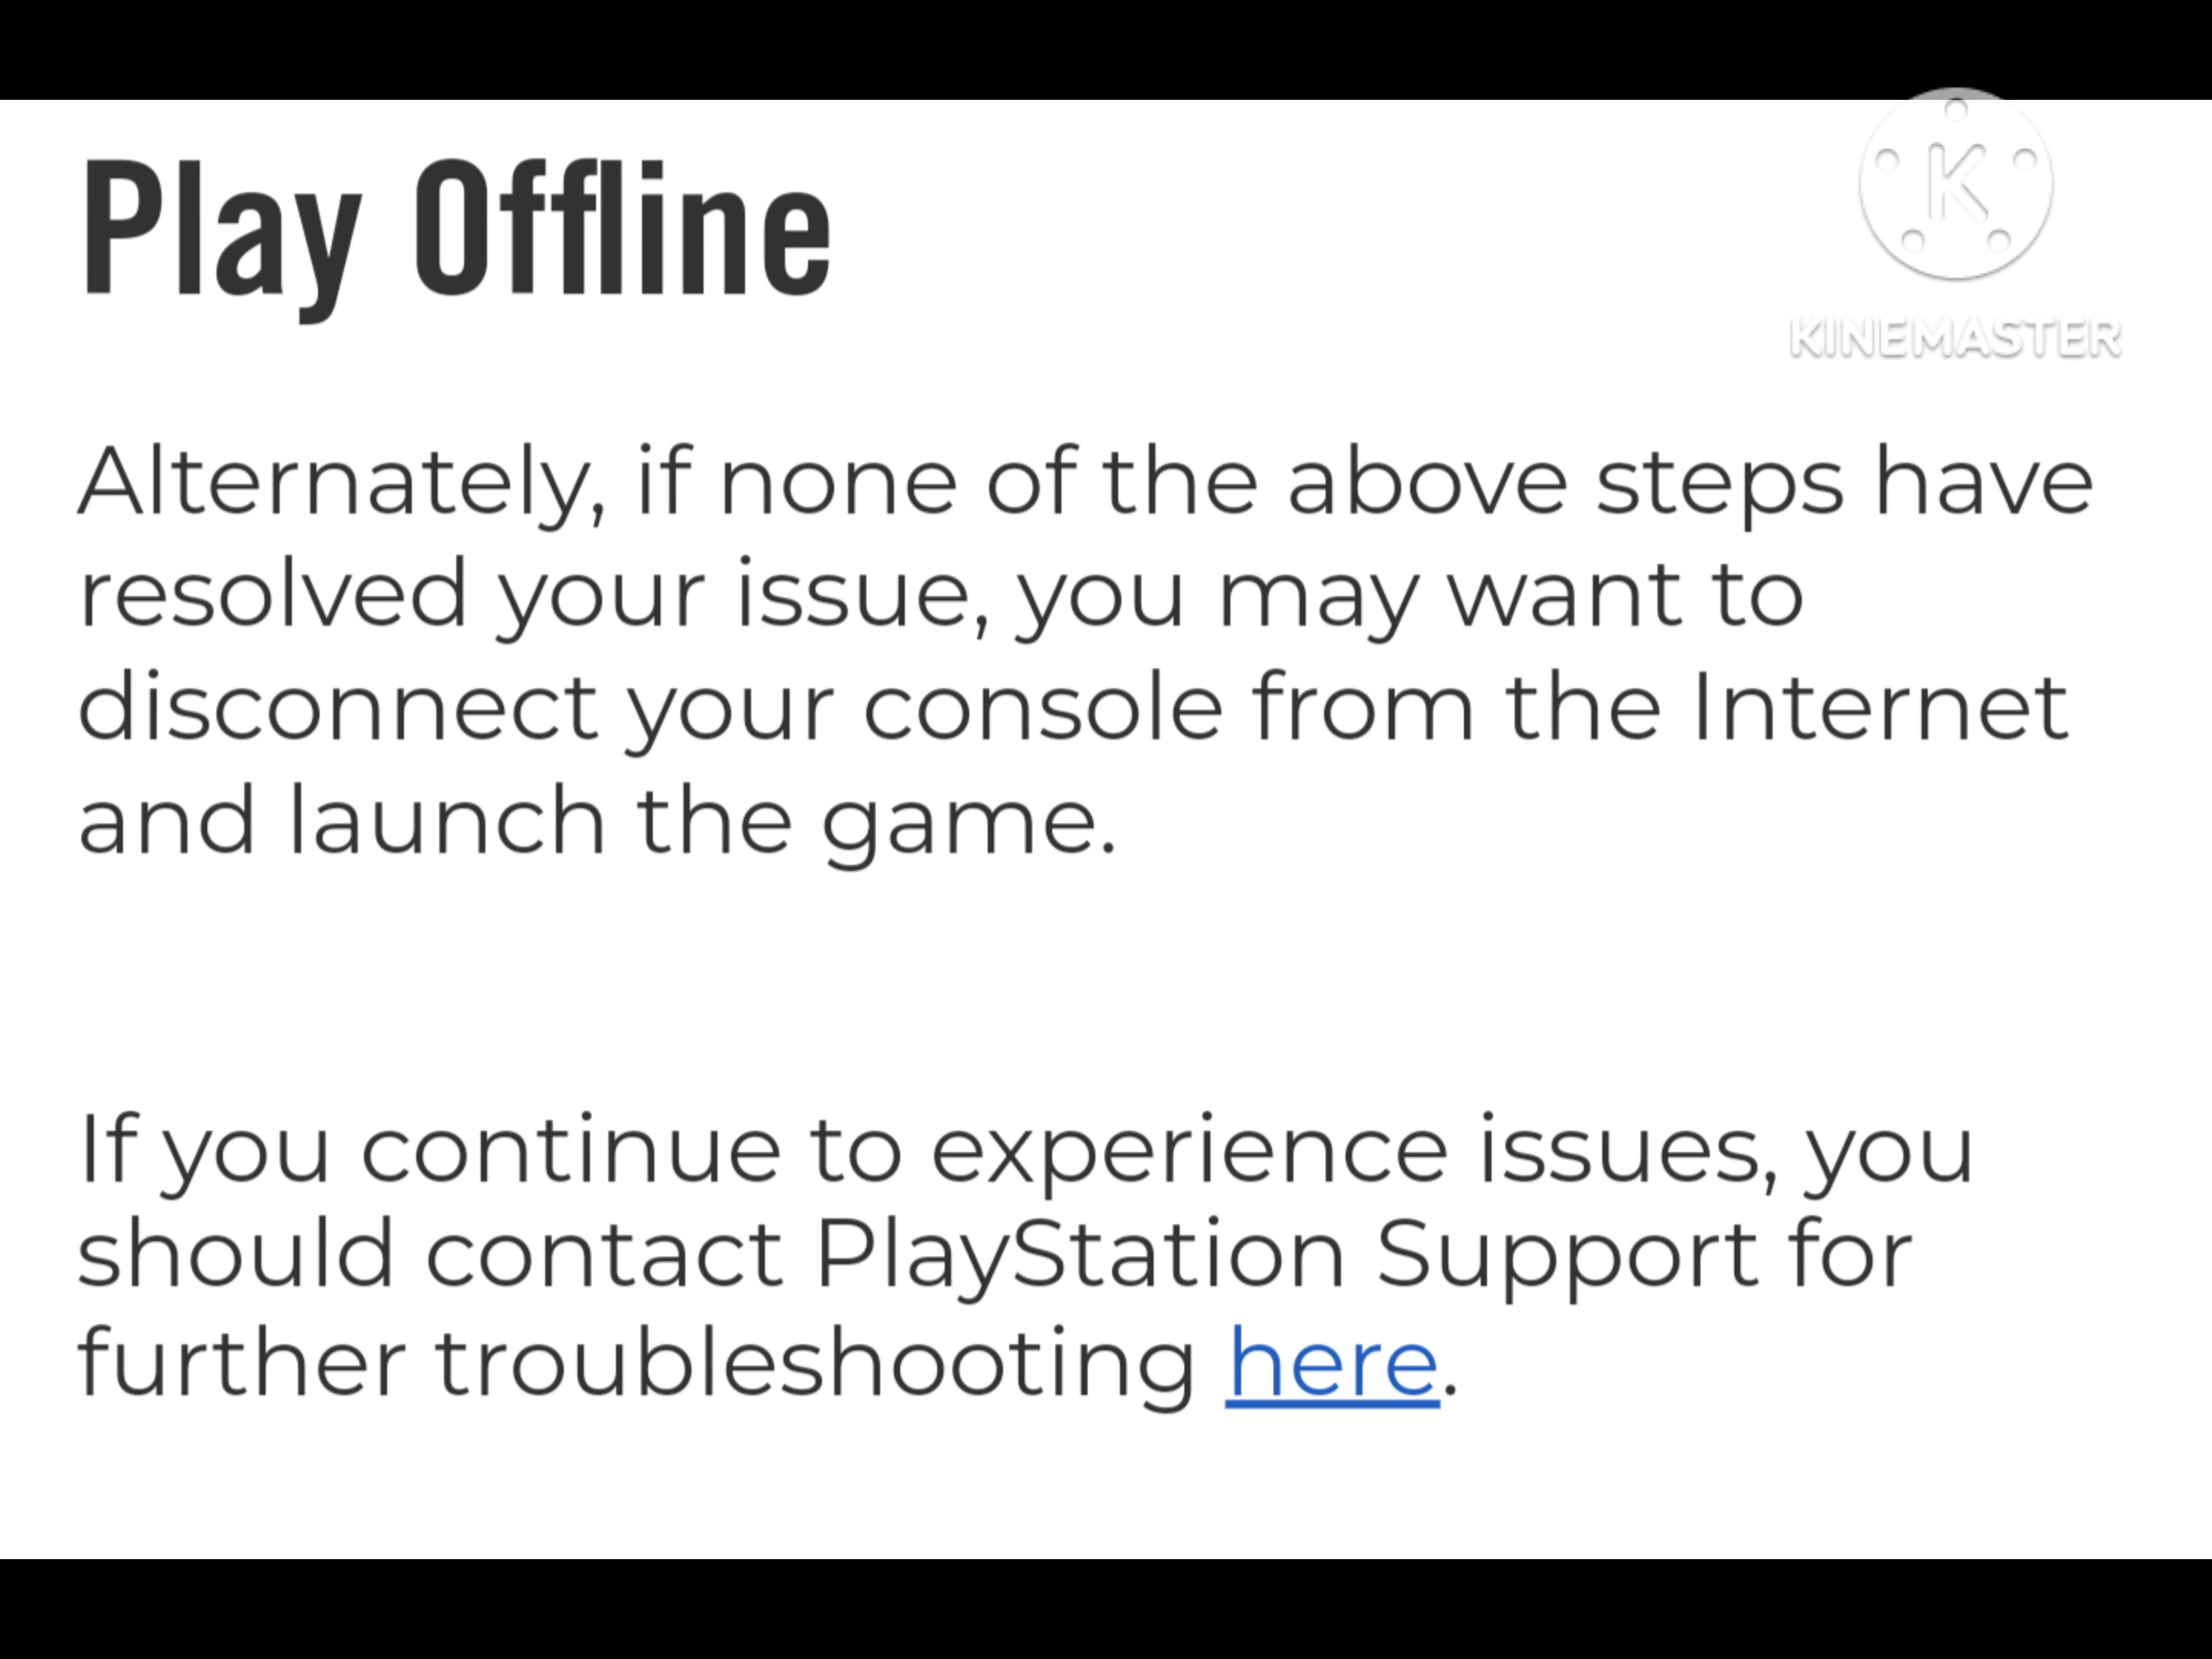 Play Offline
K
KINEMASTER
Alternately, if none of the above steps have
resolved your issue, you may want to
disconnect your console from the Internet
and launch the game.
If you continue to experience issues, you
should contact PlayStation Support for
further troubleshooting here.